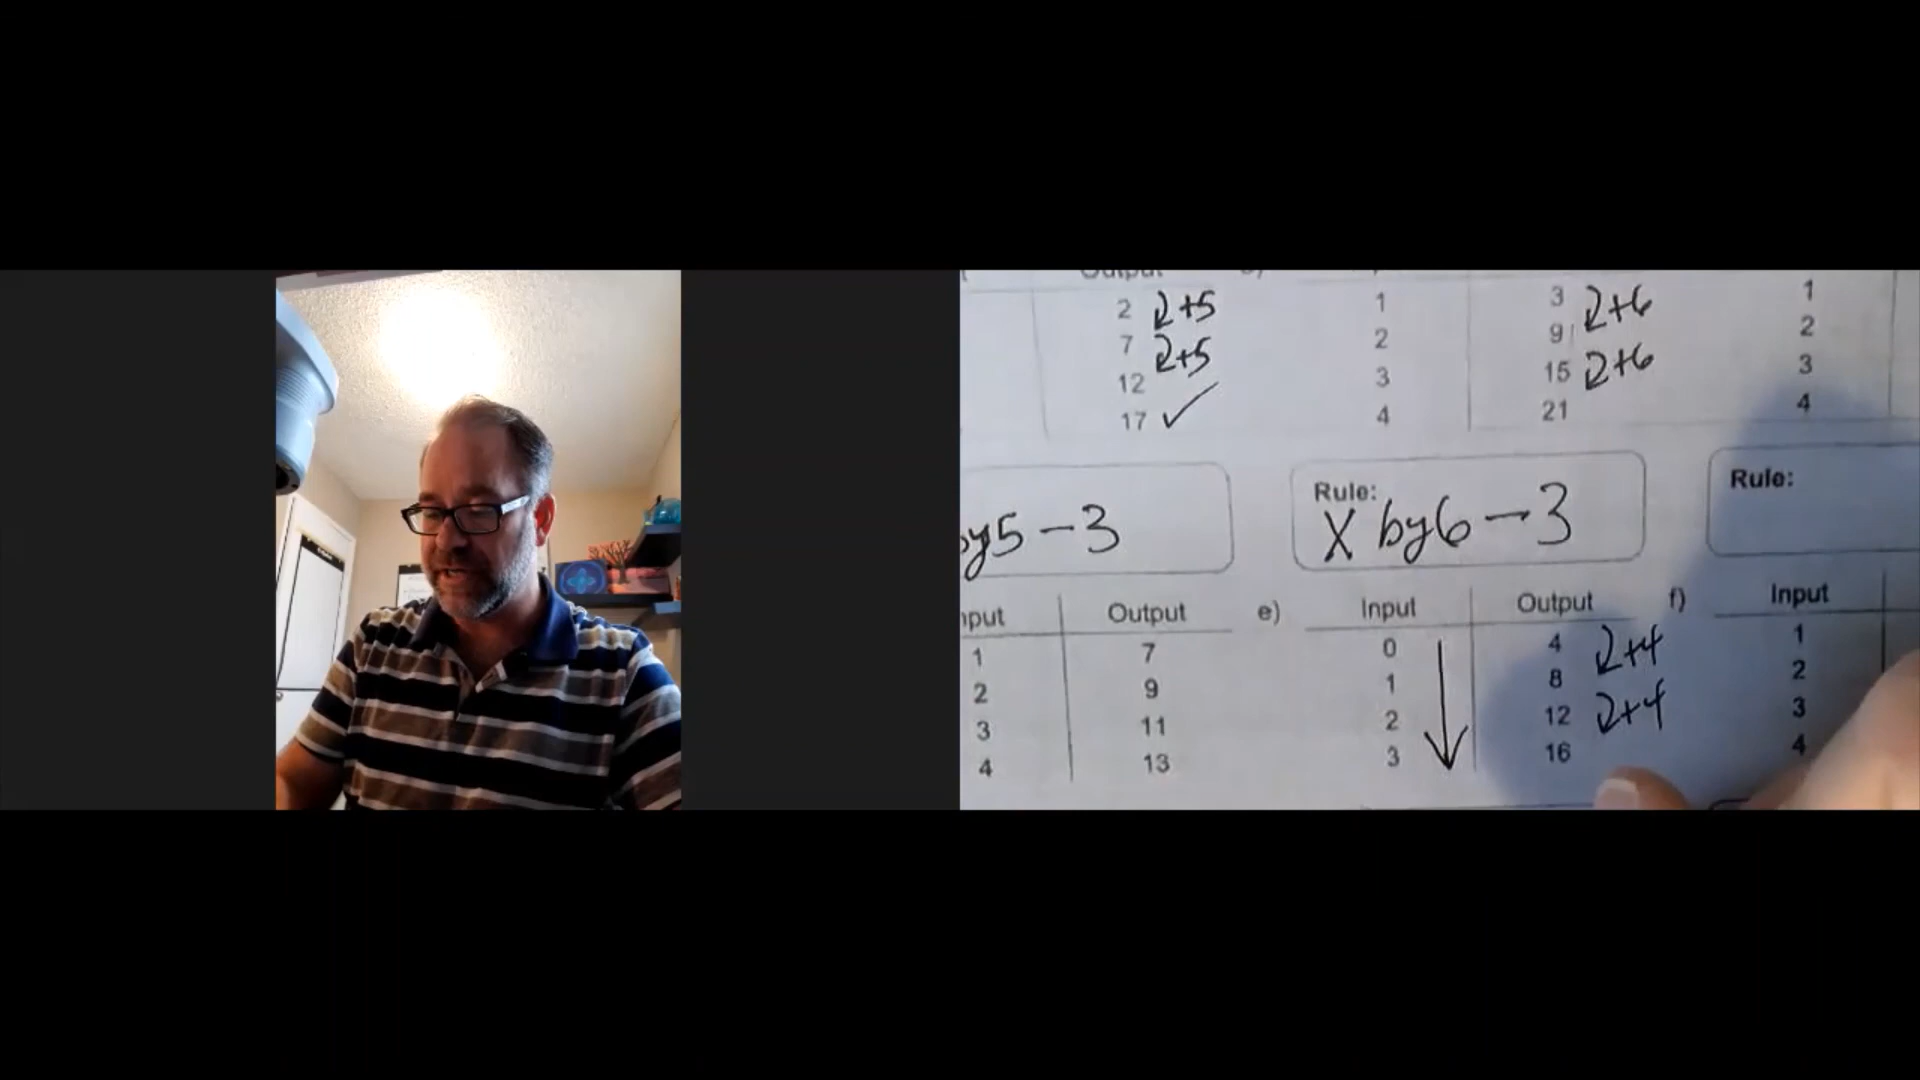 2 +5
7 +5
12
17 ✓
1 3 +6
2 9 +6
3 15
4 21
1
2
3
4
by5 - 3
Rule:
X by6 - 3
Rule:
Output
1 7
2 9
3 11
4 13
e) Input Output
0 4 +4
1 8 +4
2 12
3 16
f) Input
1
2
3
4